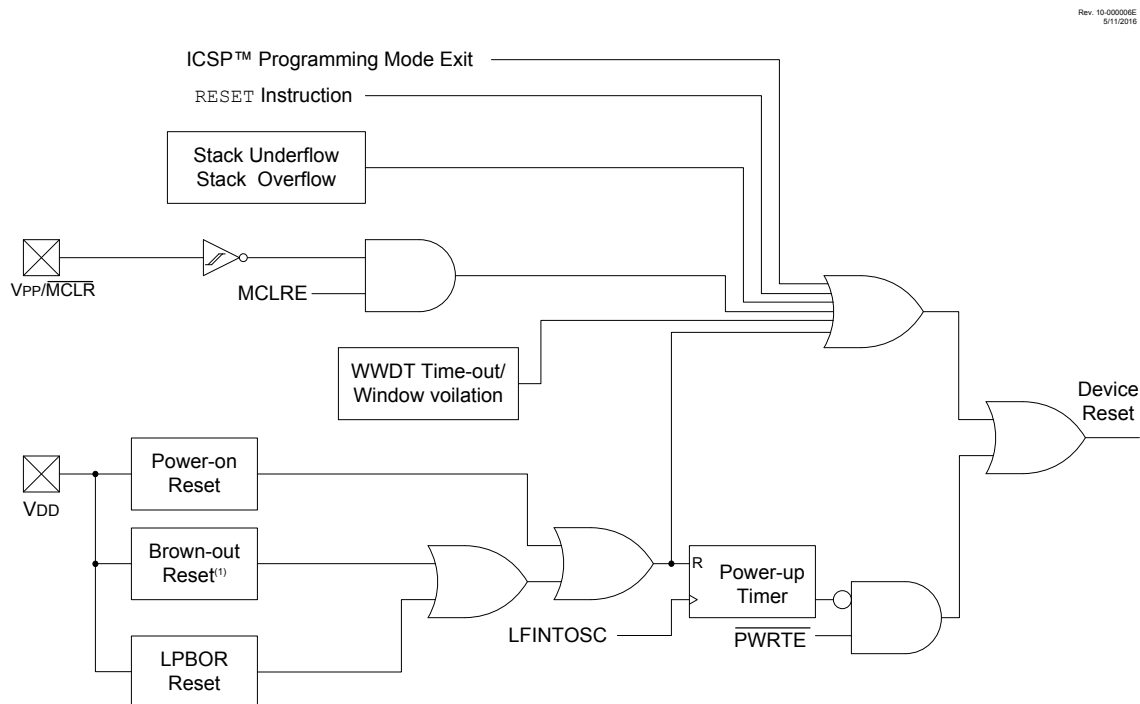 Rev. 10-000006E
5/11/2016
ICSP™ Programming Mode Exit
RESET Instruction
Stack Underflow
Stack Overflow
VPP/MCLR
MCLRE
WWDT Time-out/
Window voilation
Device
Reset
Power-on
Reset
VDD
Brown-out
Reset(1)
R
Power-up
Timer
LFINTOSC
PWRTE
LPBOR
Reset